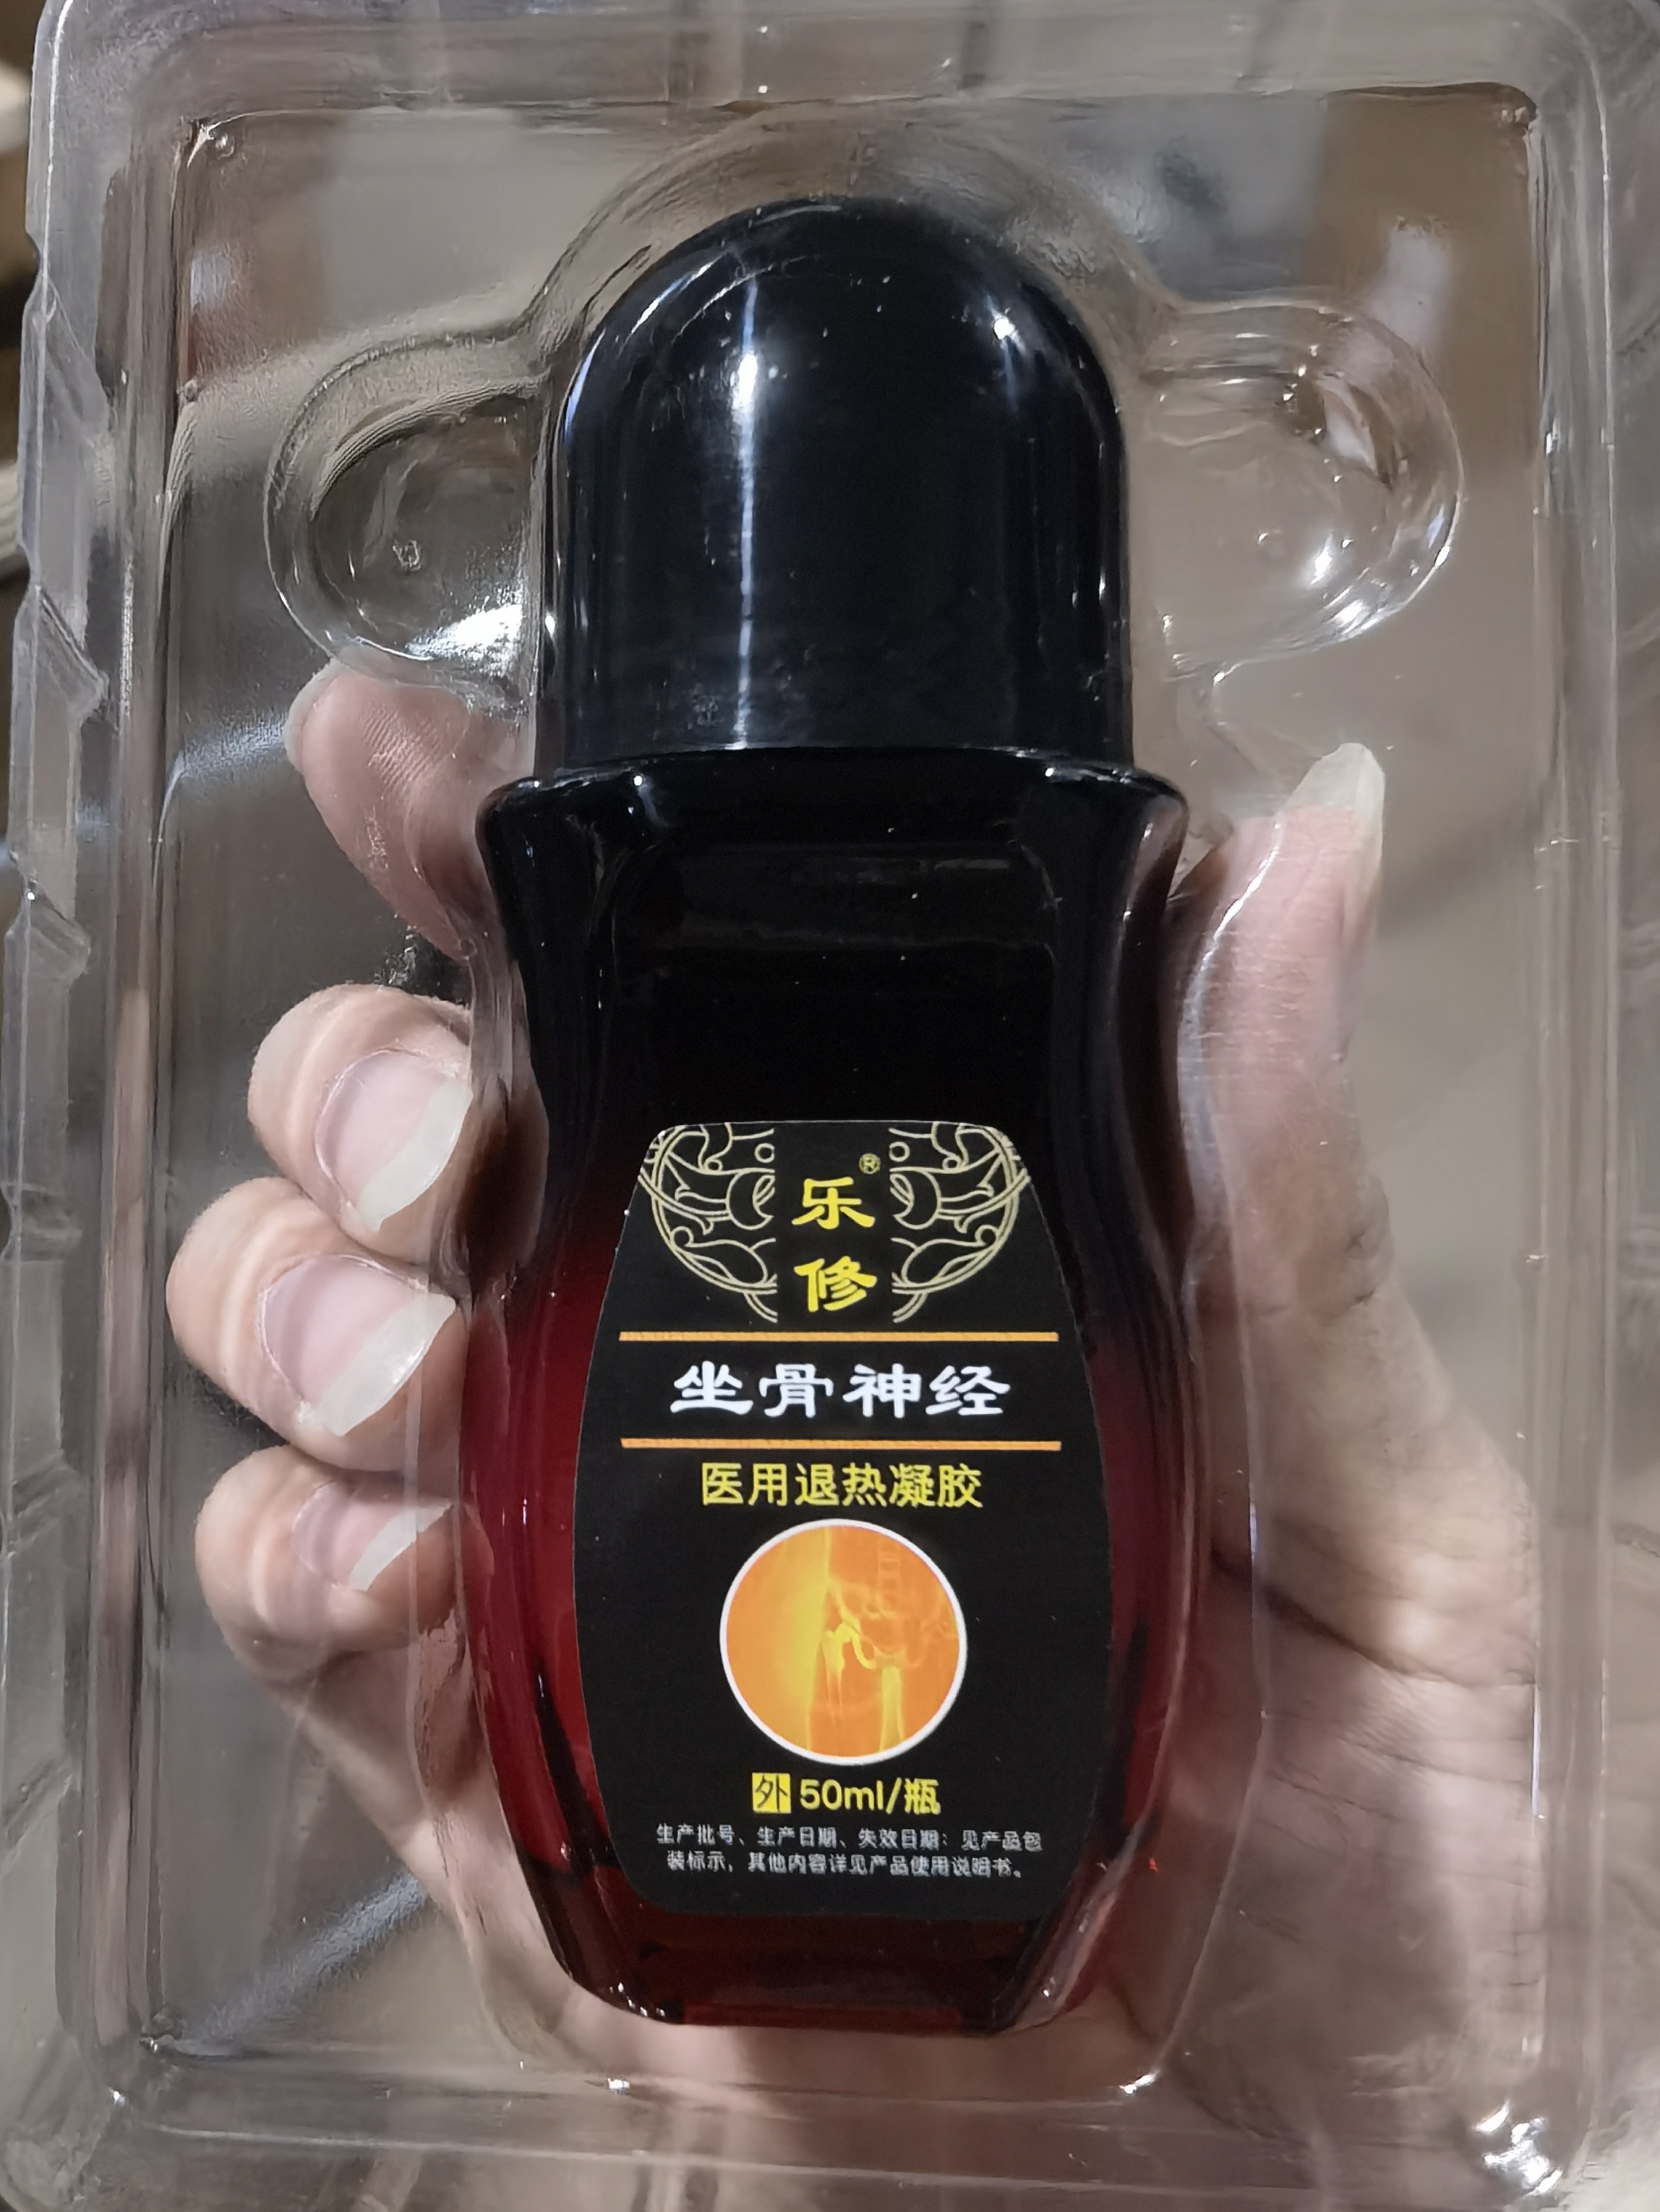 乐®
修
坐骨神经
医用退热凝胶
外 50ml/瓶
生产批号、生产日期、失效日期：见产品包
装标示，其他内容详见产品使用说明书。